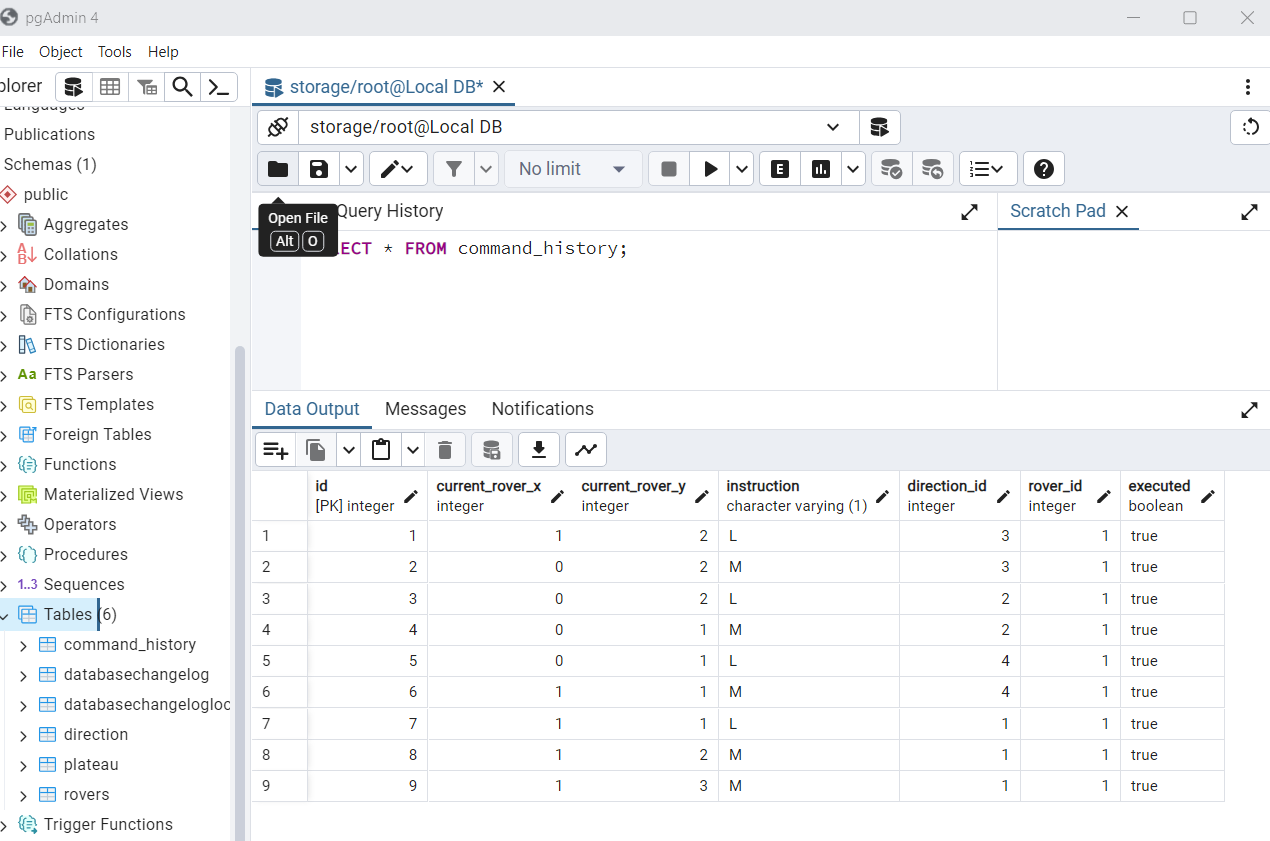 pgAdmin 4
File Object Tools Help
plorer
storage/root@Local DB*
Languages
Publications
storage/root@Local DB
Schemas (1)
No limit
public
Open File
Alt O
Query History
Scratch Pad
Aggregates
ECT * FROM command_history;
Collations
Domains
FTS Configurations
FTS Dictionaries
Aa FTS Parsers
FTS Templates
Data Output Messages Notifications
Foreign Tables
Functions
Materialized Views
Operators
Procedures
1..3 Sequences
Tables (6)
command_history
databasechangelog
databasechangelogloc
direction
plateau
rovers
Trigger Functions
id current_rover_x current_rover_y instruction direction_id rover_id executed
[PK] integer integer integer character varying (1) integer integer boolean
1 1 1 2 L 3 1 true
2 2 0 2 M 3 1 true
3 3 0 2 L 2 1 true
4 4 0 1 M 2 1 true
5 5 0 1 L 4 1 true
6 6 1 1 M 4 1 true
7 7 1 1 L 1 1 true
8 8 1 2 M 1 1 true
9 9 1 3 M 1 1 true